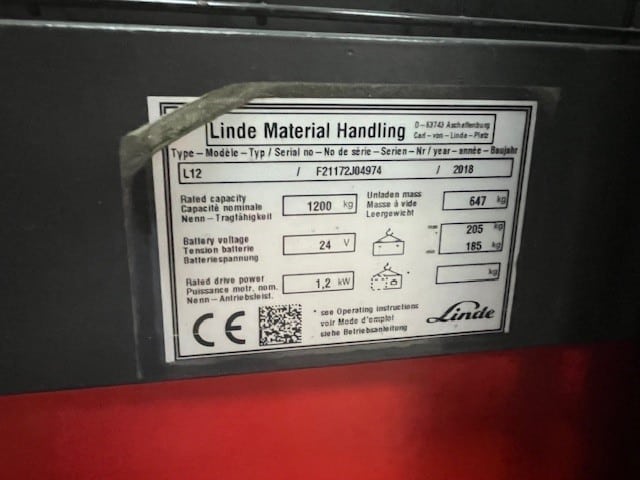 Linde Material Handling
D-63743 Aschaffenburg
Carl-von-Linde-Platz
Type-Modèle-Typ / Serial no-No de série-Serien-Nr / year-année-Baujahr
L12 / F21172J04974 / 2018
Rated capacity
Capacité nominale
Nenn-Tragfähigkeit
1200 kg
Unladen mass
Masse à vide
Leergewicht
647 kg
Battery voltage
Tension batterie
Batteriespannung
24 V
max 205 kg
min 185 kg
Rated drive power
Puissance motr. nom.
Nenn-Antriebsleist.
1,2 kW
kg
CE
* see Operating instructions
voir Mode d'emploi
siehe Betriebsanleitung
Linde